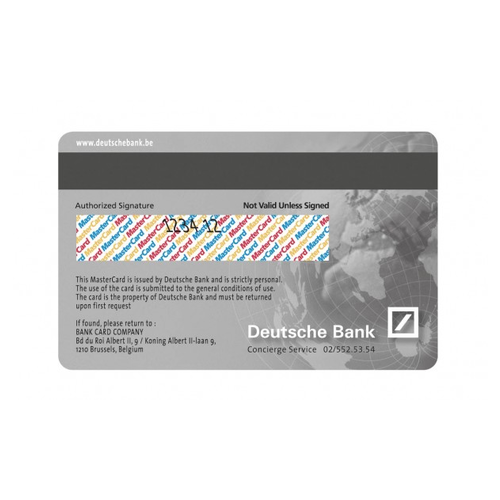 www.deutschebank.be
Authorized Signature Not Valid Unless Signed
1234 12
This MasterCard is issued by Deutsche Bank and is strictly personal.
The use of the card is submitted to the general conditions of use.
The card is the property of Deutsche Bank and must be returned
upon first request
If found, please return to :
BANK CARD COMPANY
Bd du Roi Albert II, 9 / Koning Albert II-laan 9,
1210 Brussels, Belgium
Deutsche Bank
Concierge Service 02/552.53.54